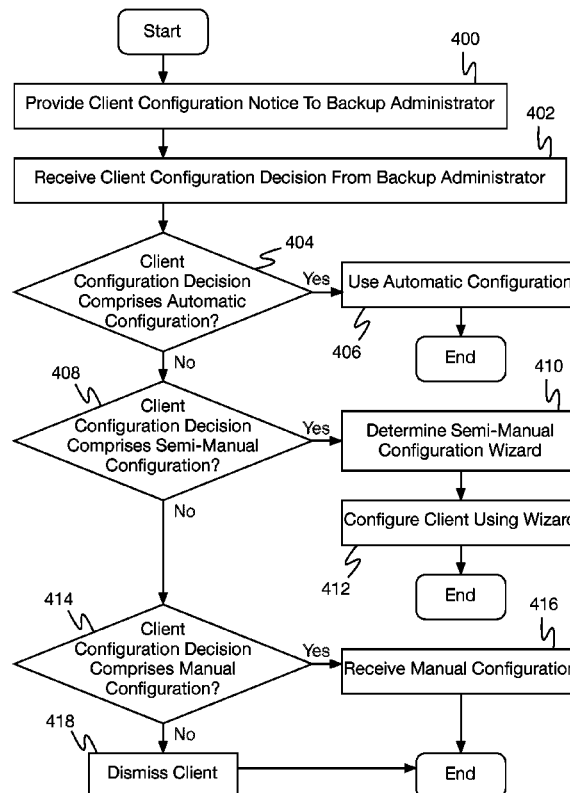 Start
400
Provide Client Configuration Notice To Backup Administrator
402
Receive Client Configuration Decision From Backup Administrator
404
Client
Configuration Decision
Comprises Automatic
Configuration?
Yes
Use Automatic Configuration
406
End
No
408
Client
Configuration Decision
Comprises Semi-Manual
Configuration?
Yes
410
Determine Semi-Manual
Configuration Wizard
Configure Client Using Wizard
412
End
No
414
Client
Configuration Decision
Comprises Manual
Configuration?
Yes
416
Receive Manual Configuration
No
418
Dismiss Client
End